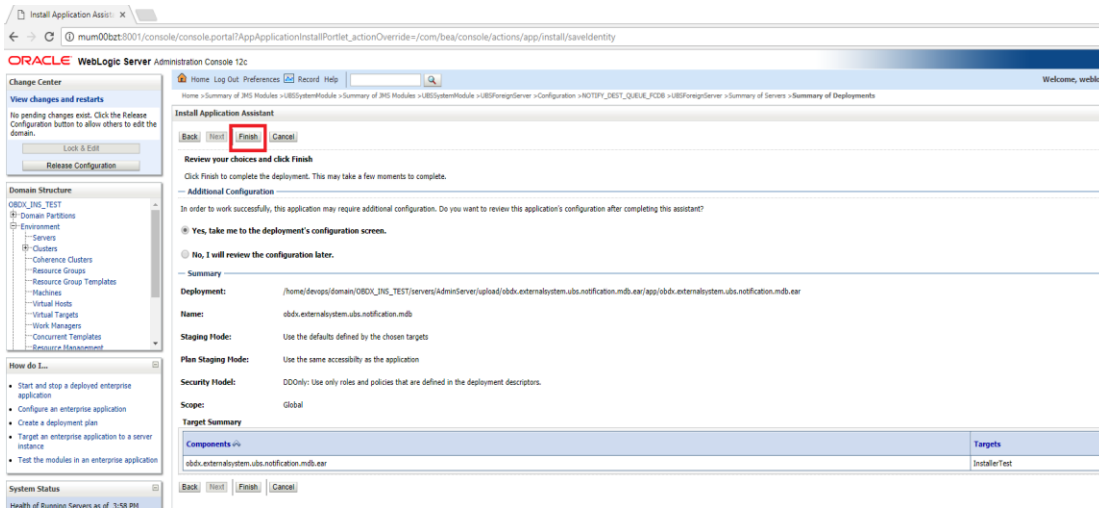 Install Application Assist
mum00bzt:8001/console/console.portal?AppApplicationInstallPortlet_actionOverride=/com/bea/console/actions/app/install/saveIdentity
ORACLE WebLogic Server Administration Console 12c
Change Center
View changes and restarts
No pending changes exist. Click the Release
Configuration button to allow others to edit the
domain.
Lock & Edit
Release Configuration
Domain Structure
OBDX_INS_TEST
Domain Partitions
Environment
Servers
Clusters
Coherence Clusters
Resource Groups
Resource Group Templates
Machines
Virtual Hosts
Virtual Targets
Work Managers
Concurrent Templates
Resource Management
How do I...
Start and stop a deployed enterprise
application
Configure an enterprise application
Create a deployment plan
Target an enterprise application to a server
instance
Test the modules in an enterprise application
System Status
Health of Running Servers as of 3:58 PM
Home Log Out Preferences Record Help
Welcome, weblo
Home >Summary of JMS Modules >UBSSystemModule >Summary of JMS Modules >UBSSystemModule >UBSForeignServer >Configuration >NOTIFY_DEST_QUEUE_FCDB >UBSForeignServer >Summary of Servers >Summary of Deployments
Install Application Assistant
Back Next Finish Cancel
Review your choices and click Finish
Click Finish to complete the deployment. This may take a few moments to complete.
Additional Configuration
In order to work successfully, this application may require additional configuration. Do you want to review this application's configuration after completing this assistant?
Yes, take me to the deployment's configuration screen.
No, I will review the configuration later.
Summary
Deployment: /home/devops/domain/OBDX_INS_TEST/servers/AdminServer/upload/obdx.externalsystem.ubs.notification.mdb.ear/app/obdx.externalsystem.ubs.notification.mdb.ear
Name: obdx.externalsystem.ubs.notification.mdb
Staging Mode: Use the defaults defined by the chosen targets
Plan Staging Mode: Use the same accessibilty as the application
Security Model: DDOnly: Use only roles and policies that are defined in the deployment descriptors.
Scope: Global
Target Summary
Components Targets
obdx.externalsystem.ubs.notification.mdb.ear InstallerTest
Back Next Finish Cancel